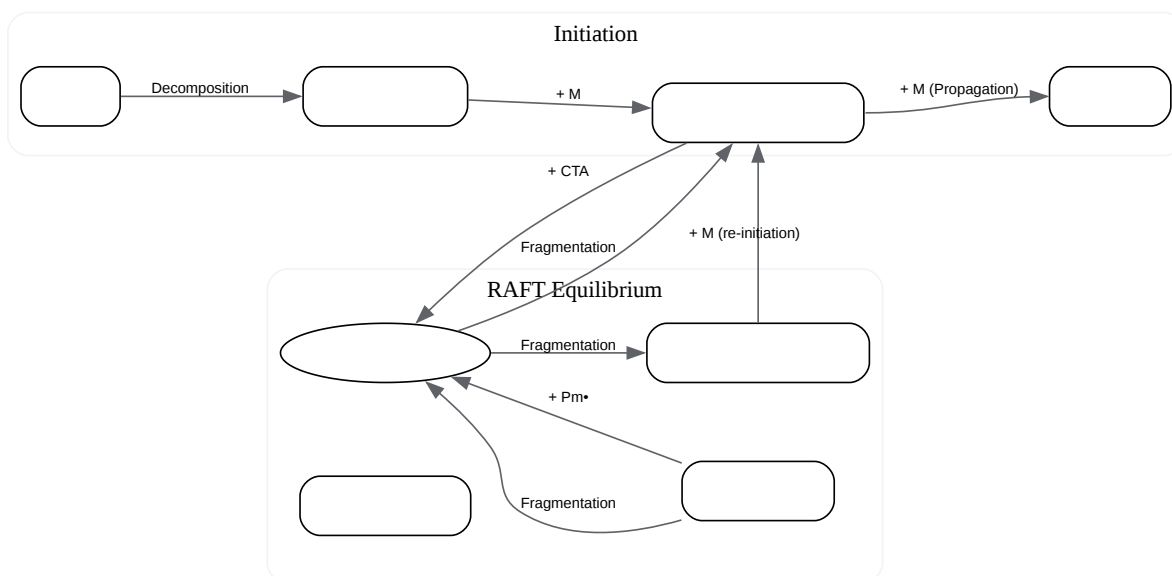 Initiation
Decomposition
+ M
+ M (Propagation)
+ CTA
Fragmentation
+ M (re-initiation)
RAFT Equilibrium
Fragmentation
+ Pm•
Fragmentation